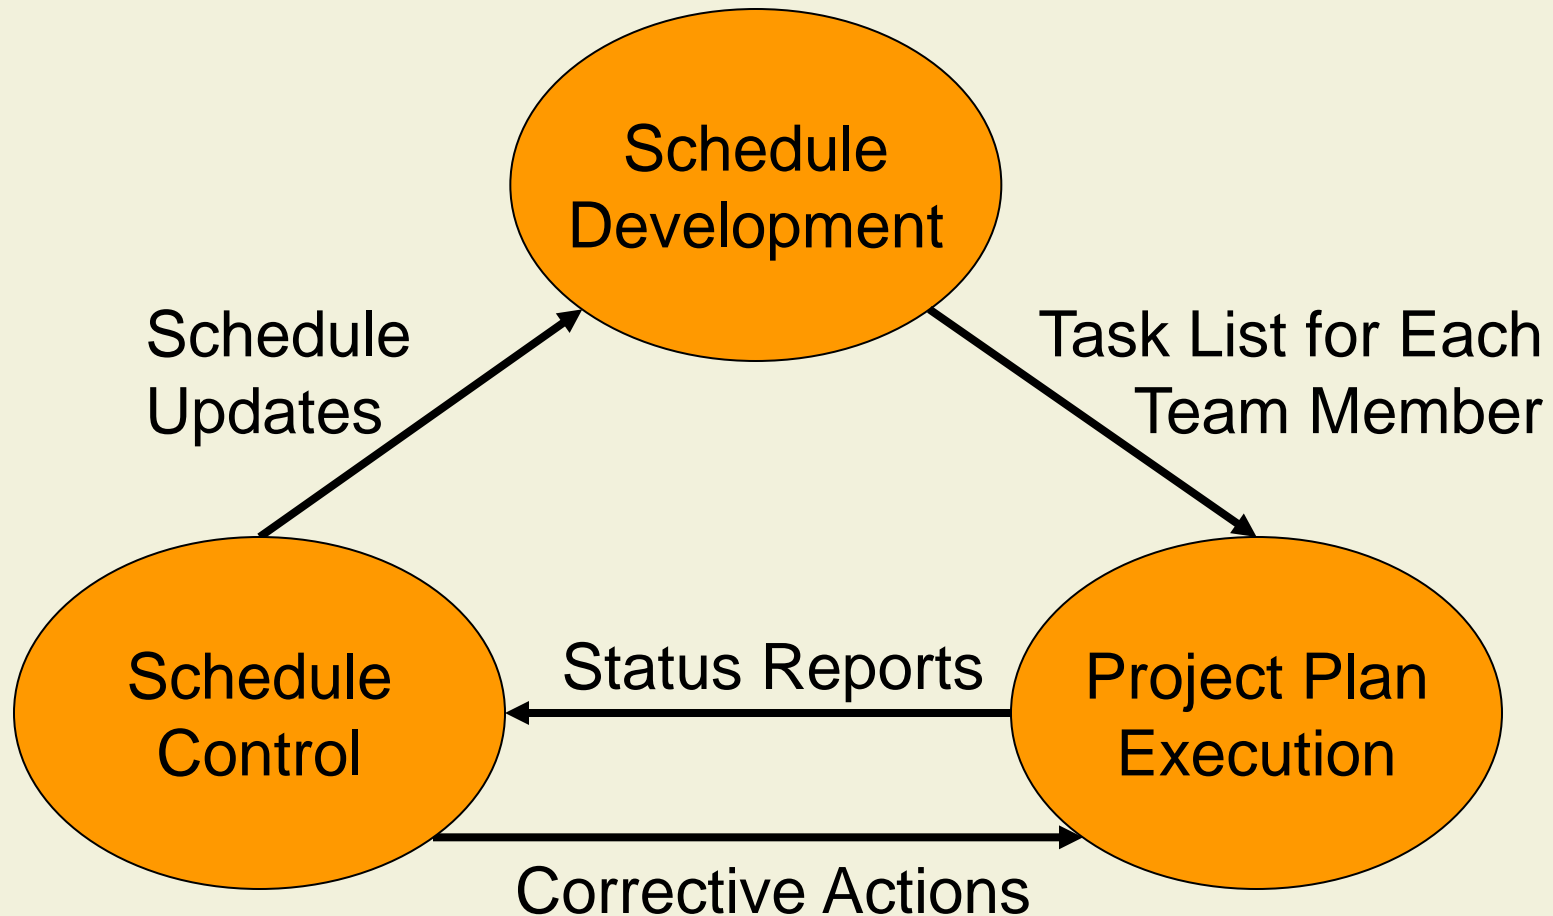 Schedule
Development
Schedule
Updates
Task List for Each
Team Member
Schedule
Control
Status Reports
Project Plan
Execution
Corrective Actions